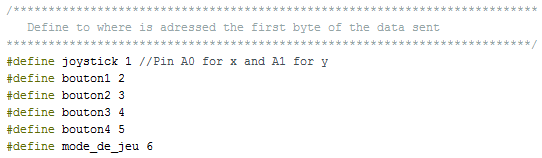 /***************************************************************************
Define to where is adressed the first byte of the data sent
***************************************************************************/
#define joystick 1 //Pin A0 for x and A1 for y
#define bouton1 2
#define bouton2 3
#define bouton3 4
#define bouton4 5
#define mode_de_jeu 6